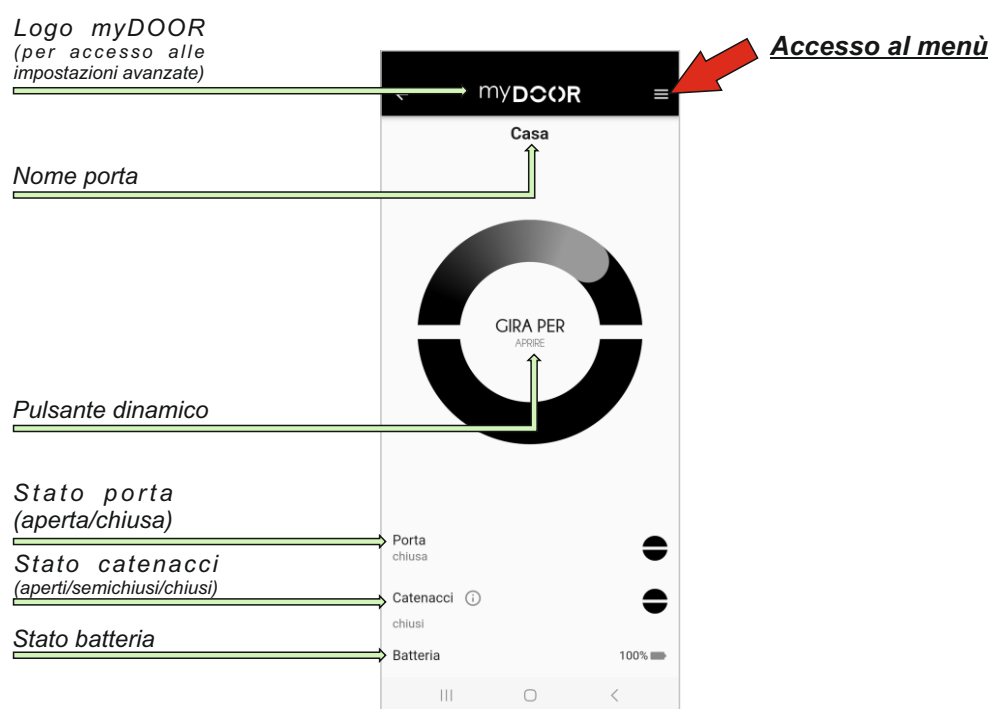 Logo myDOOR
(per accesso alle
impostazioni avanzate)
Accesso al menù
myDOOR
Casa
Nome porta
GIRA PER
APRIRE
Pulsante dinamico
Stato porta
(aperta/chiusa)
Porta
chiusa
Stato catenacci
(aperti/semichiusi/chiusi)
Catenacci
chiusi
Stato batteria
Batteria
100%